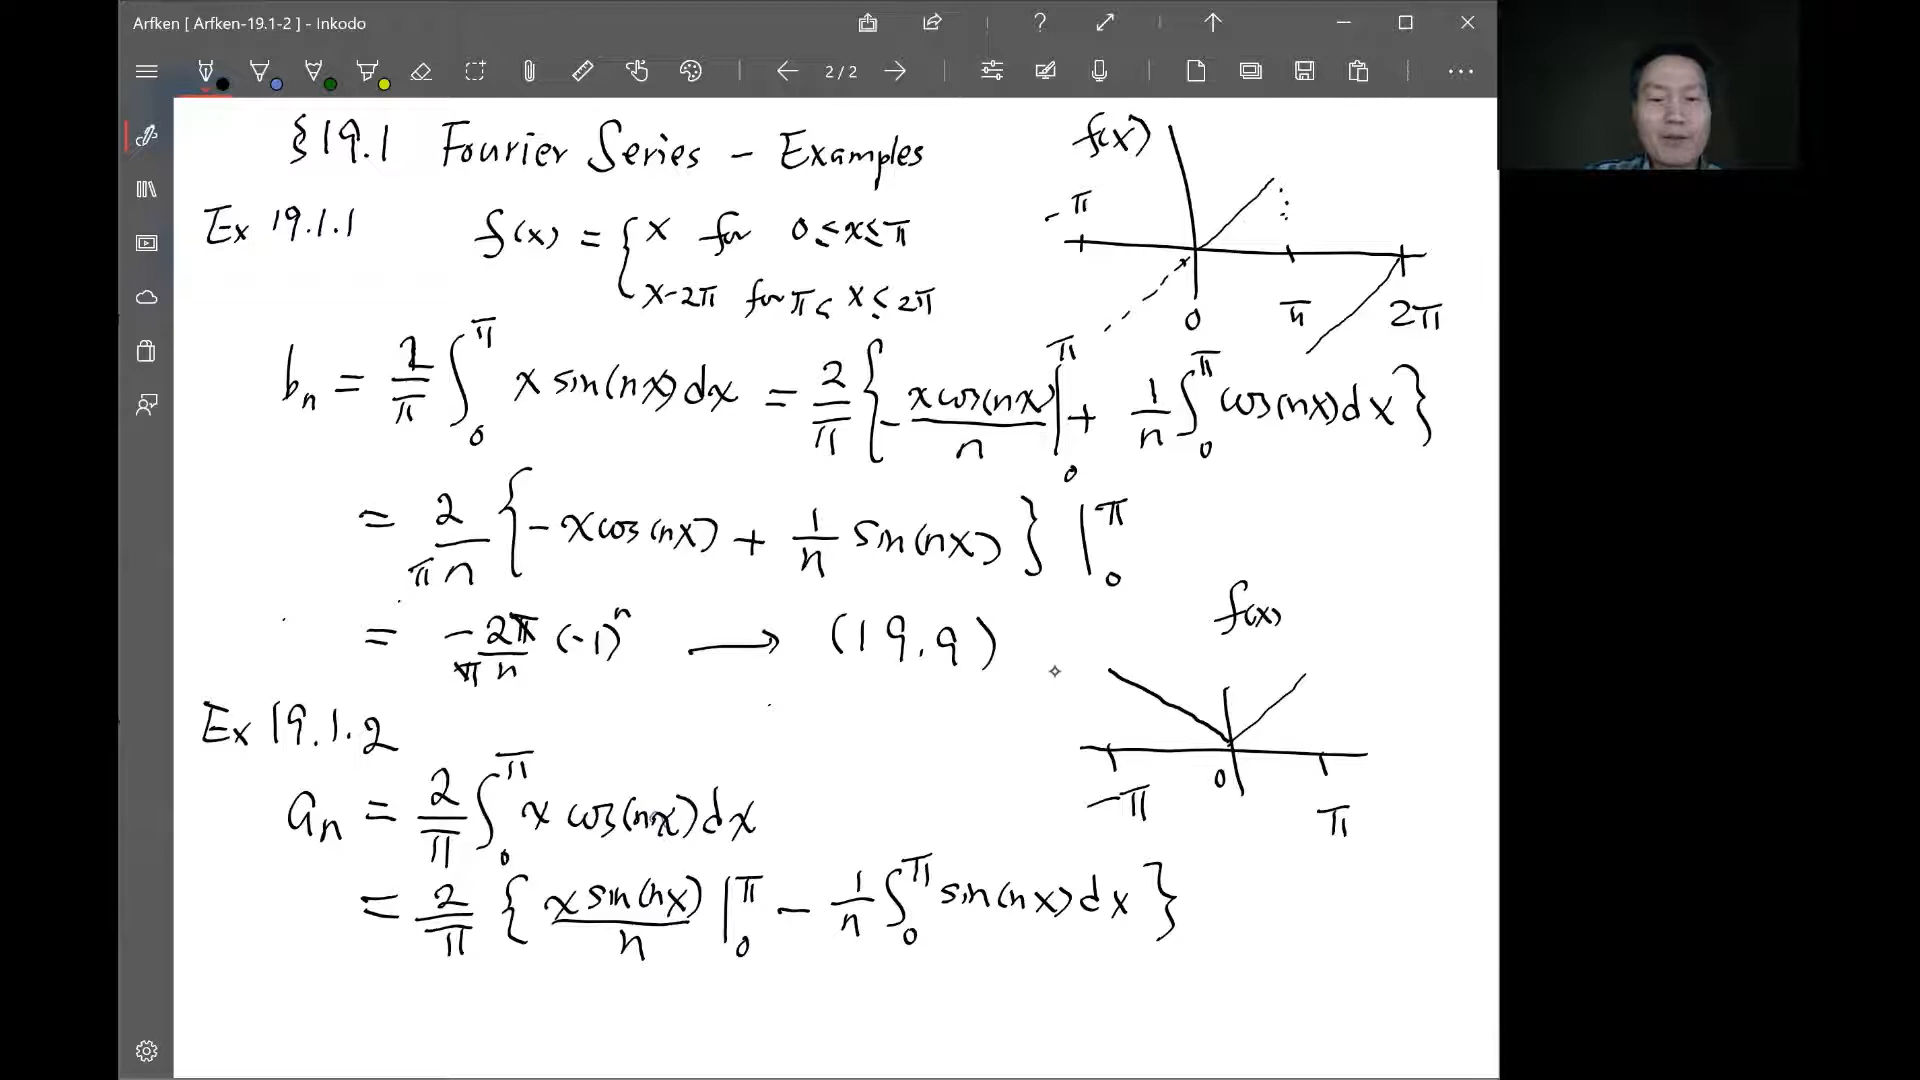 Arfken [ Arfken-19.1-2 ] - Inkodo
2 / 2
§ 19.1 Fourier Series - Examples
Ex 19.1.1 f(x) = { x for 0 ≤ x ≤ π
x-2π for π < x ≤ 2π
f(x)
-π
0 π 2π
bn = 2/π ∫₀^π x sin(nx) dx = 2/π { - x cos(nx)/n |₀^π + 1/n ∫₀^π cos(nx) dx }
= 2/πn { - x cos(nx) + 1/n sin(nx) } |₀^π
= -2π/πn (-1)^n → (19.9)
f(x)
-π 0 π
Ex 19.1.2
an = 2/π ∫₀^π x cos(nx) dx
= 2/π { x sin(nx)/n |₀^π - 1/n ∫₀^π sin(nx) dx }